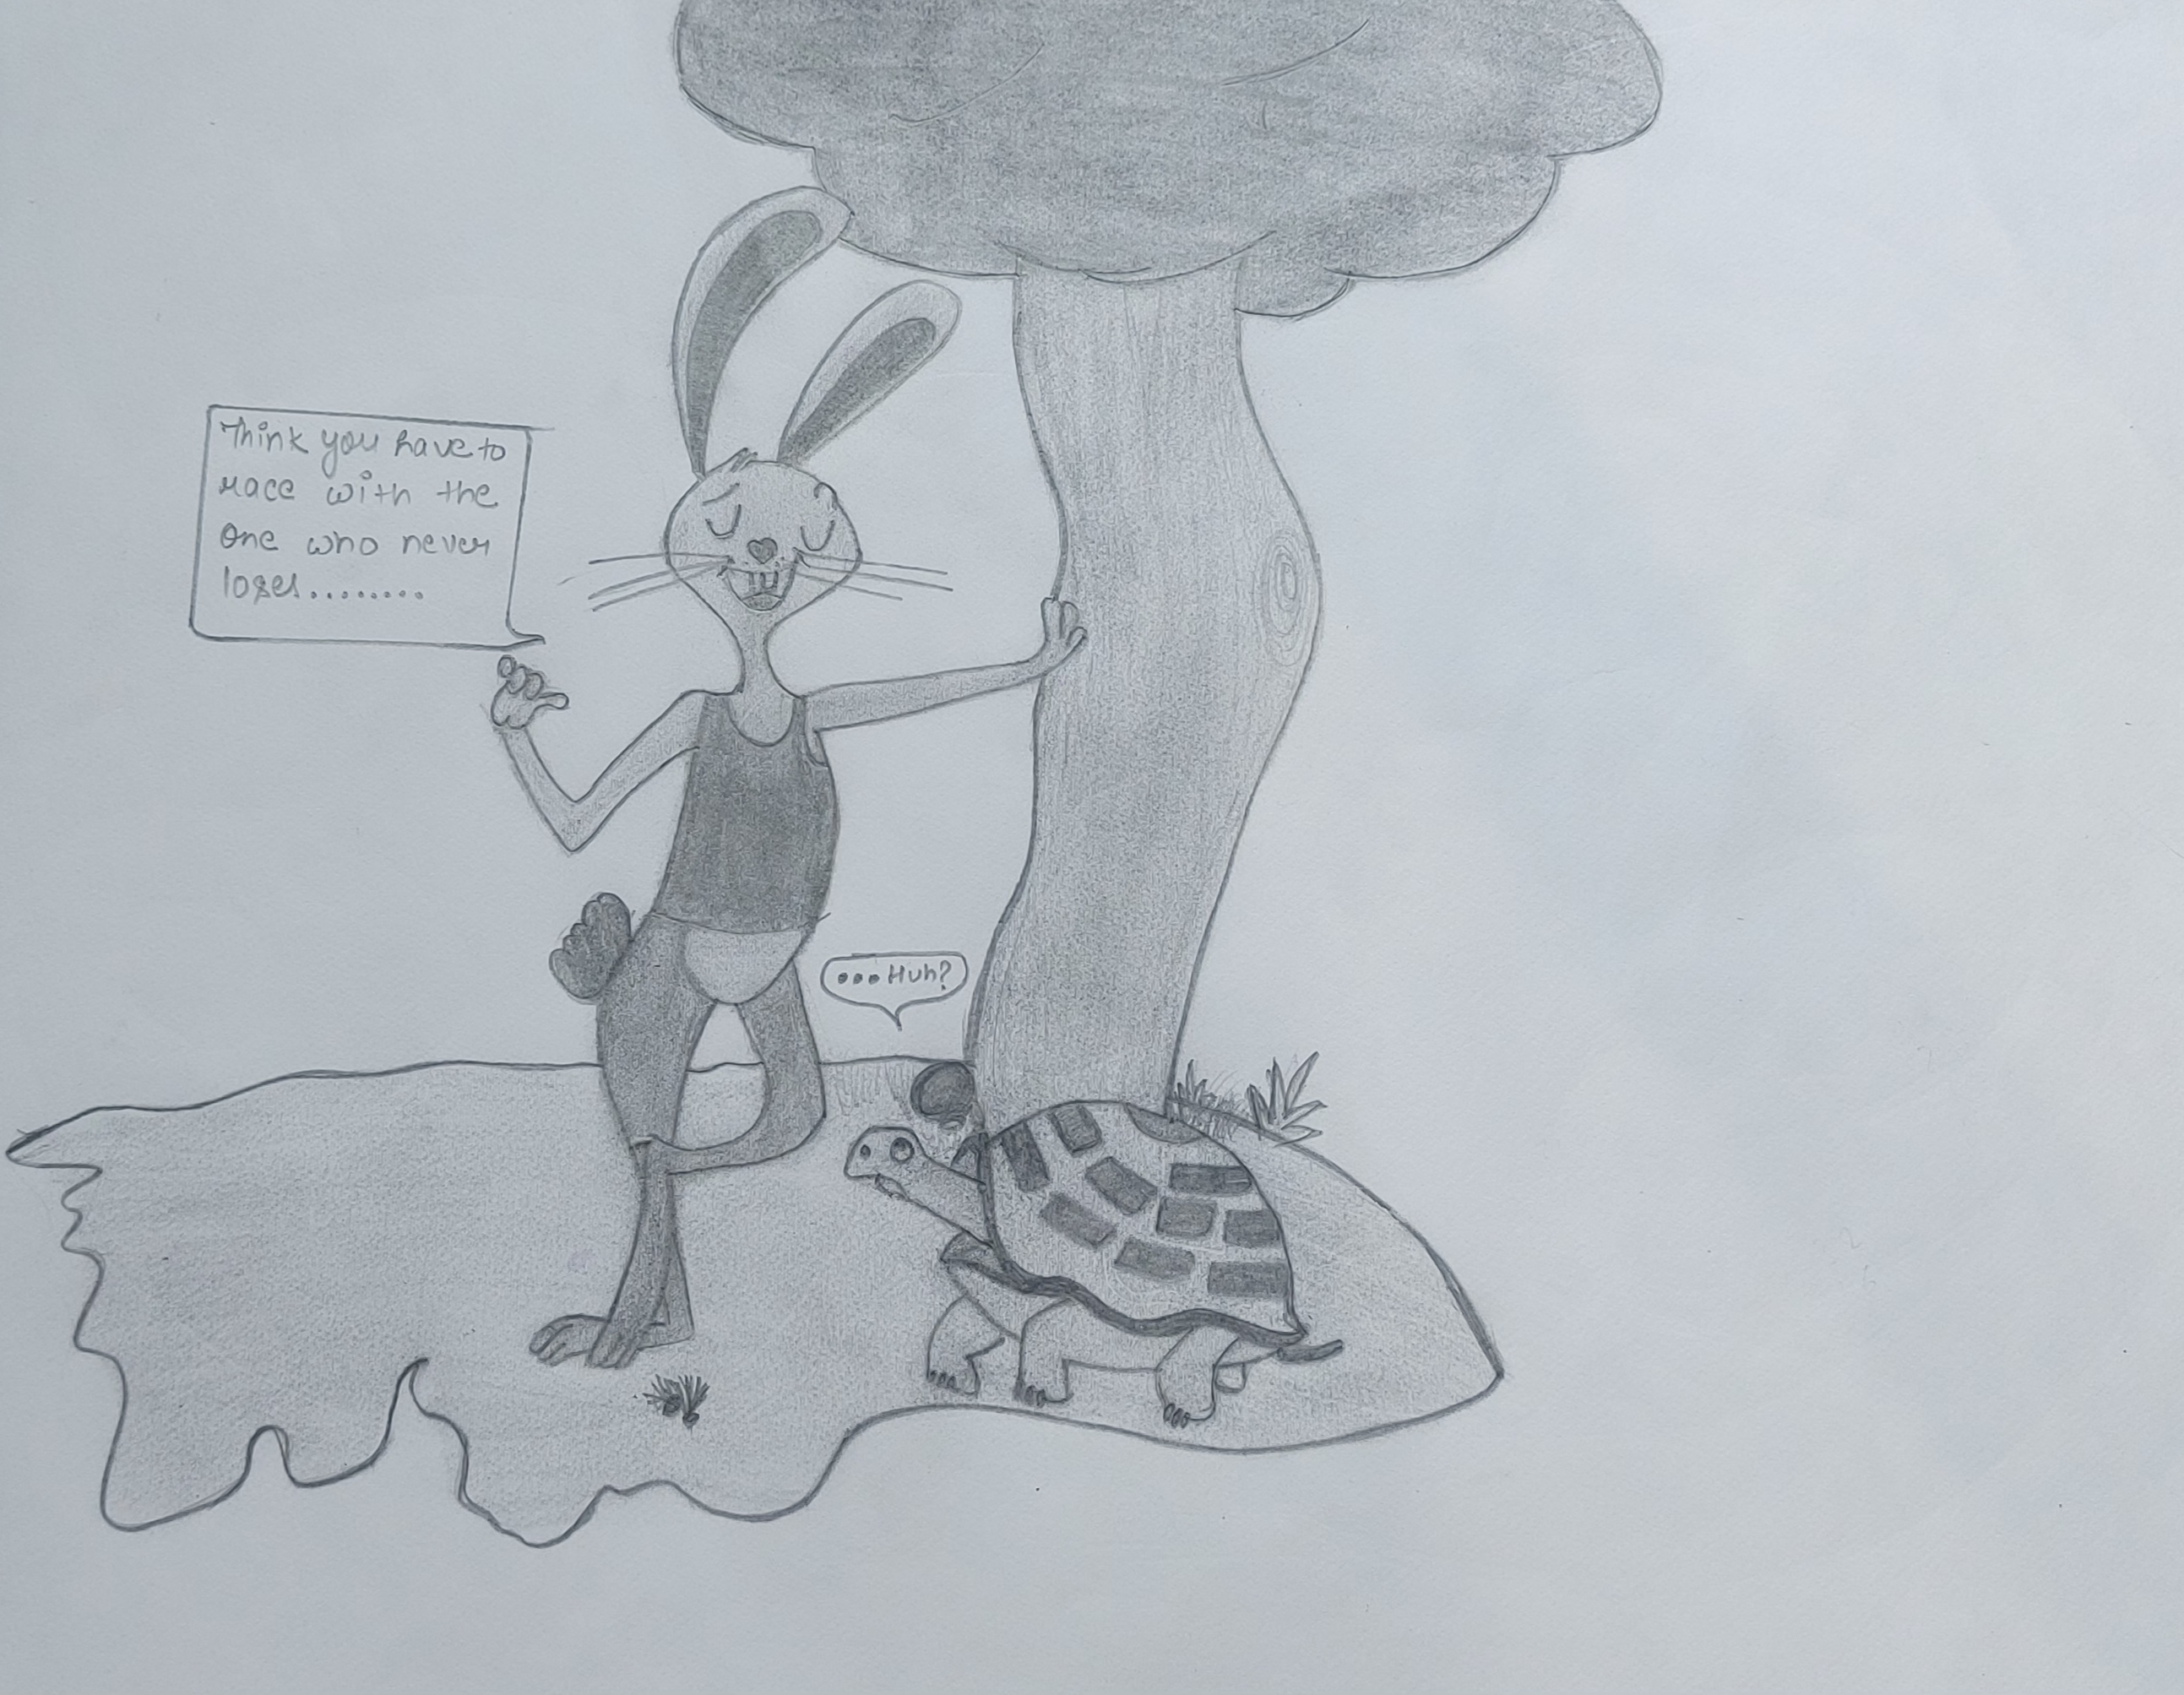 Think you have to
race with the
One who never
loses........
...Huh?